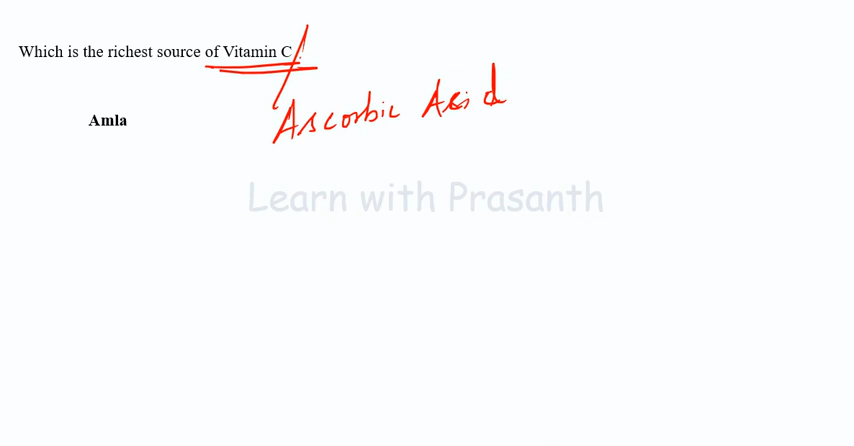 Which is the richest source of Vitamin C!
Ascorbic Acid
Amla
Learn with Prasanth